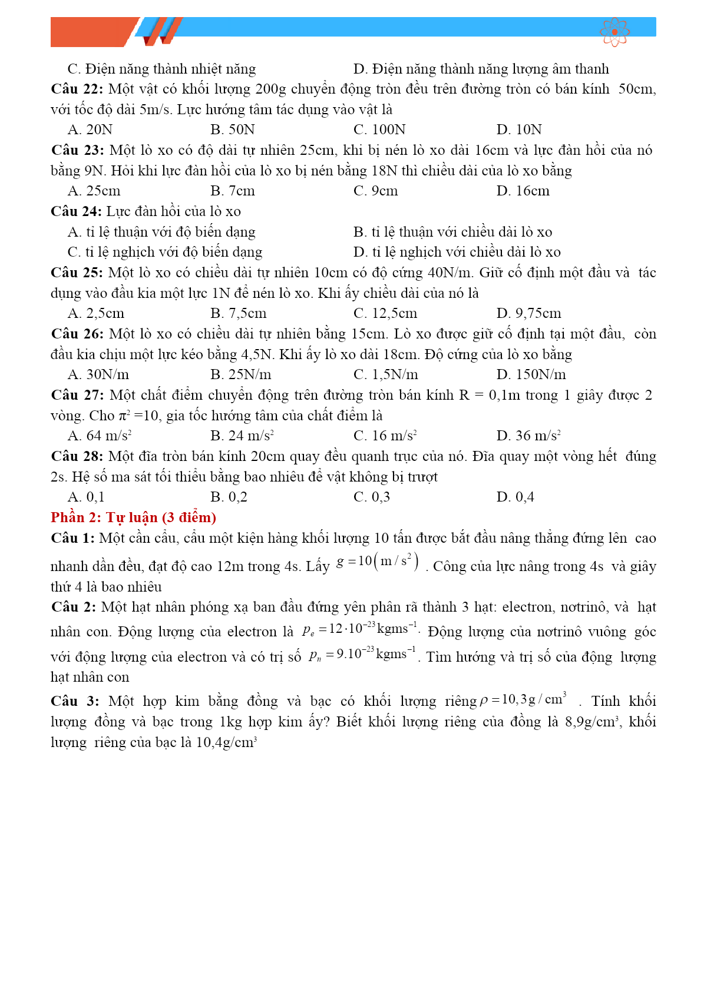 C. Điện năng thành nhiệt năng D. Điện năng thành năng lượng âm thanh
Câu 22: Một vật có khối lượng 200g chuyển động tròn đều trên đường tròn có bán kính 50cm,
với tốc độ dài 5m/s. Lực hướng tâm tác dụng vào vật là
A. 20N B. 50N C. 100N D. 10N
Câu 23: Một lò xo có độ dài tự nhiên 25cm, khi bị nén lò xo dài 16cm và lực đàn hồi của nó
bằng 9N. Hỏi khi lực đàn hồi của lò xo bị nén bằng 18N thì chiều dài của lò xo bằng
A. 25cm B. 7cm C. 9cm D. 16cm
Câu 24: Lực đàn hồi của lò xo
A. tỉ lệ thuận với độ biến dạng B. tỉ lệ thuận với chiều dài lò xo
C. tỉ lệ nghịch với độ biến dạng D. tỉ lệ nghịch với chiều dài lò xo
Câu 25: Một lò xo có chiều dài tự nhiên 10cm có độ cứng 40N/m. Giữ cố định một đầu và tác
dụng vào đầu kia một lực 1N để nén lò xo. Khi ấy chiều dài của nó là
A. 2,5cm B. 7,5cm C. 12,5cm D. 9,75cm
Câu 26: Một lò xo có chiều dài tự nhiên bằng 15cm. Lò xo được giữ cố định tại một đầu, còn
đầu kia chịu một lực kéo bằng 4,5N. Khi ấy lò xo dài 18cm. Độ cứng của lò xo bằng
A. 30N/m B. 25N/m C. 1,5N/m D. 150N/m
Câu 27: Một chất điểm chuyển động trên đường tròn bán kính R = 0,1m trong 1 giây được 2
vòng. Cho π² =10, gia tốc hướng tâm của chất điểm là
A. 64 m/s² B. 24 m/s² C. 16 m/s² D. 36 m/s²
Câu 28: Một đĩa tròn bán kính 20cm quay đều quanh trục của nó. Đĩa quay một vòng hết đúng
2s. Hệ số ma sát tối thiểu bằng bao nhiêu để vật không bị trượt
A. 0,1 B. 0,2 C. 0,3 D. 0,4
Phần 2: Tự luận (3 điểm)
Câu 1: Một cần cẩu, cẩu một kiện hàng khối lượng 10 tấn được bắt đầu nâng thẳng đứng lên cao
nhanh dần đều, đạt độ cao 12m trong 4s. Lấy g = 10(m / s²) . Công của lực nâng trong 4s và giây
thứ 4 là bao nhiêu
Câu 2: Một hạt nhân phóng xạ ban đầu đứng yên phân rã thành 3 hạt: electron, nơtrinô, và hạt
nhân con. Động lượng của electron là pₑ = 12·10⁻²³kgms⁻¹. Động lượng của nơtrinô vuông góc
với động lượng của electron và có trị số pₙ = 9.10⁻²³kgms⁻¹. Tìm hướng và trị số của động lượng
hạt nhân con
Câu 3: Một hợp kim bằng đồng và bạc có khối lượng riêng ρ = 10,3g / cm³ . Tính khối
lượng đồng và bạc trong 1kg hợp kim ấy? Biết khối lượng riêng của đồng là 8,9g/cm³, khối
lượng riêng của bạc là 10,4g/cm³